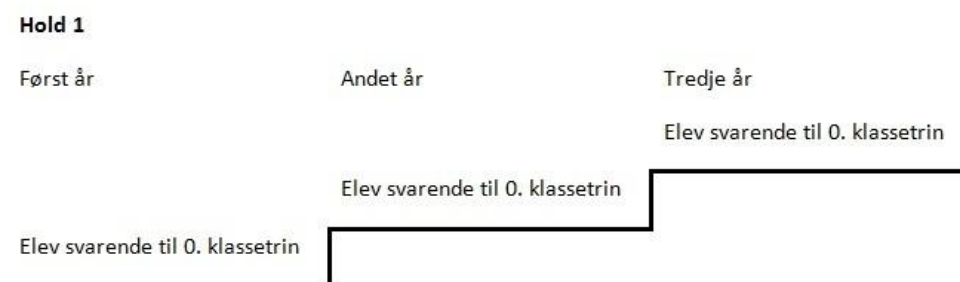 Hold 1
Først år Andet år Tredje år
Elev svarende til 0. klassetrin
Elev svarende til 0. klassetrin
Elev svarende til 0. klassetrin